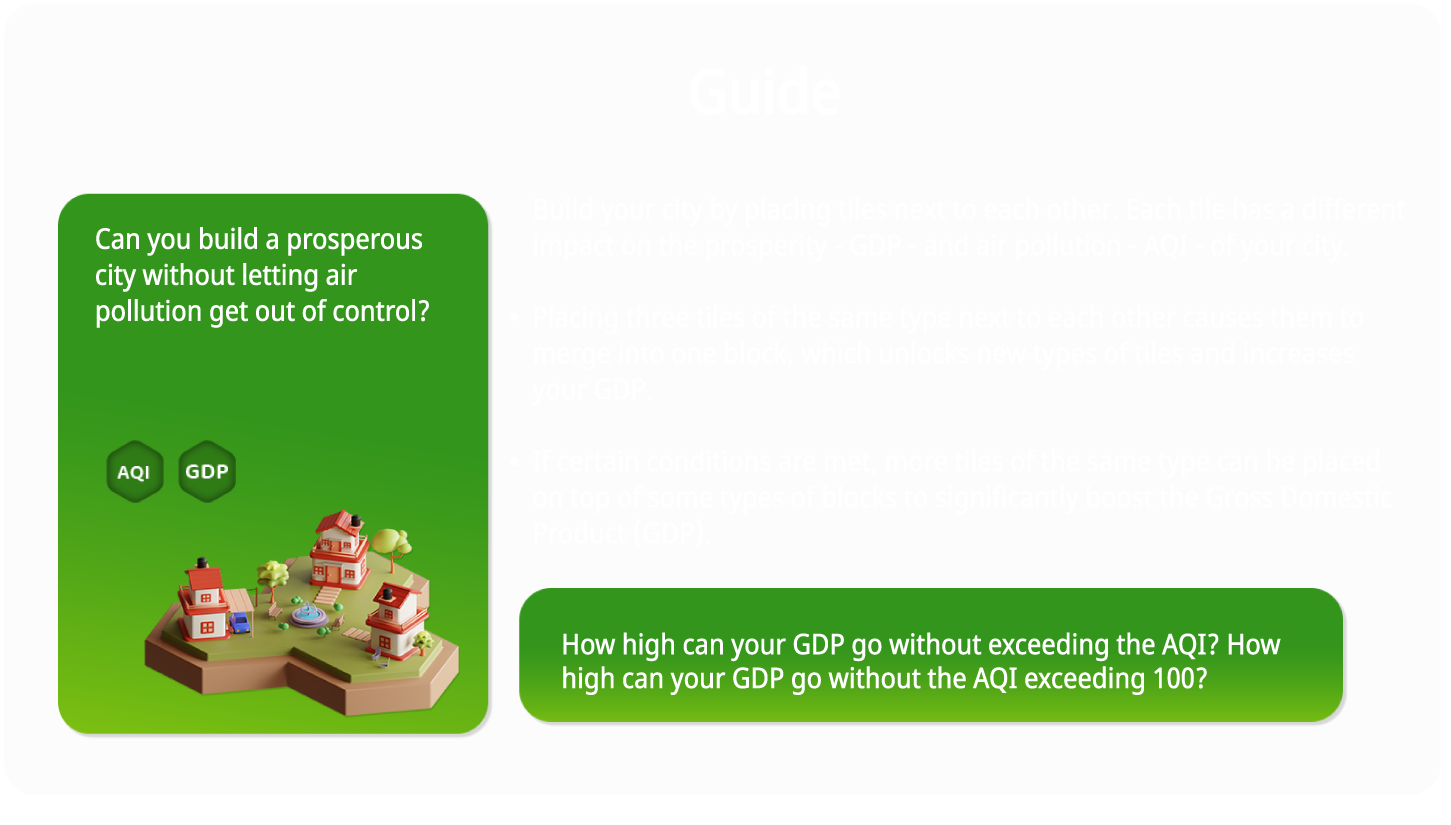 Guide
Can you build a prosperous
city without letting air
pollution get out of control?
AQI GDP
Build your city by placing tiles next to each other. Each tile has a different
impact on the prosperity - GDP - and air pollution - AQI - of your city.
• Placing three tiles of the same type next to each other causes them to
merge into one block, which unlocks new types of tiles and increases
your GDP.
• If certain conditions are met, more tiles of the same type can be placed
on top of some types of blocks to significantly boost the Gross Domestic
Product (GDP).
How high can your GDP go without exceeding the AQI? How
high can your GDP go without the AQI exceeding 100?